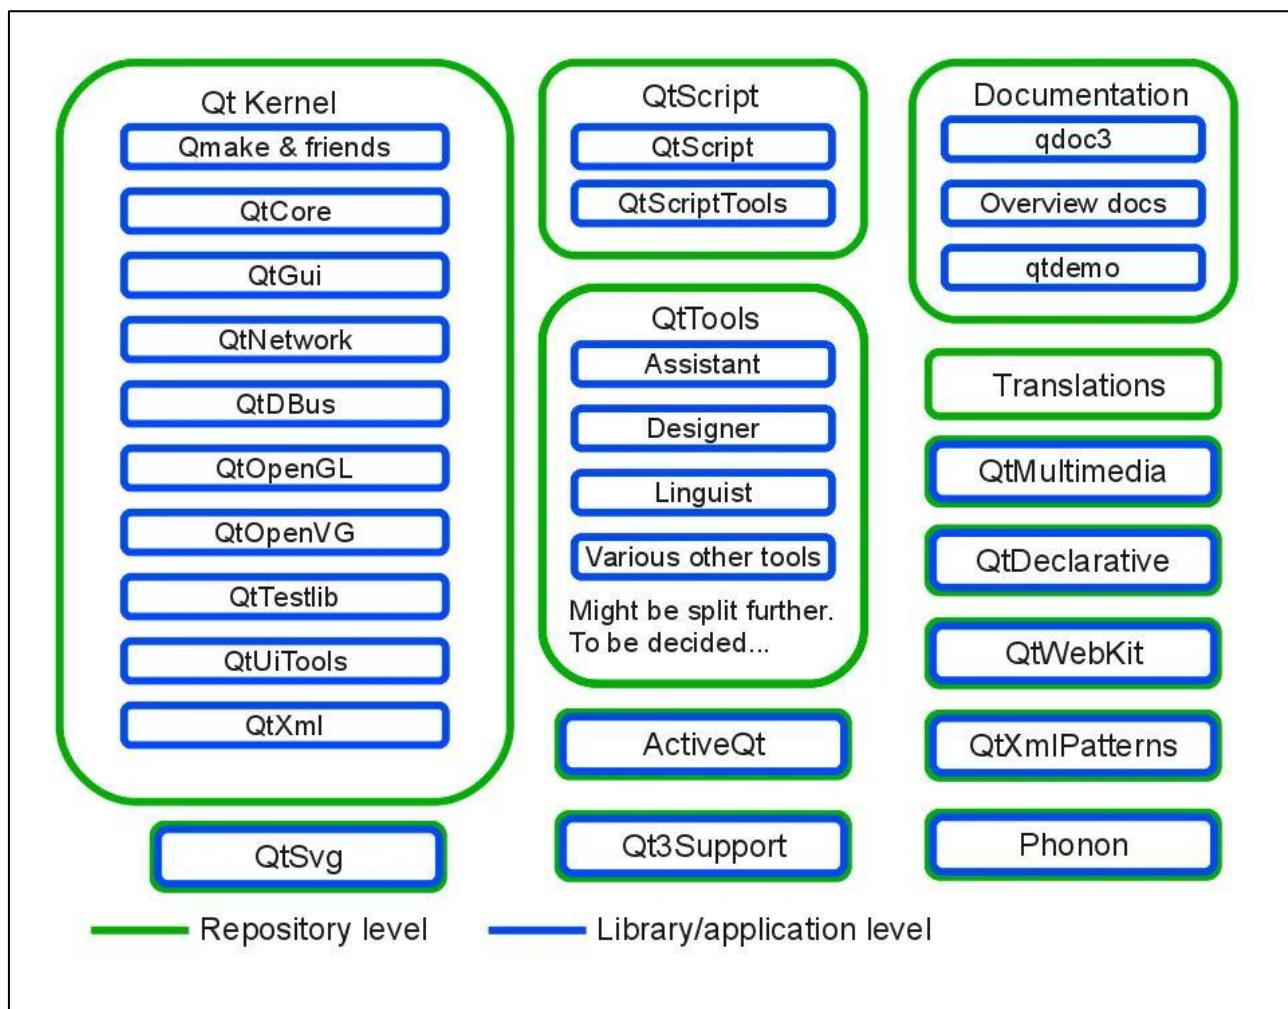 Qt Kernel
Qmake & friends
QtCore
QtGui
QtNetwork
QtDBus
QtOpenGL
QtOpenVG
QtTestlib
QtUiTools
QtXml
QtSvg
QtScript
QtScript
QtScriptTools
QtTools
Assistant
Designer
Linguist
Various other tools
Might be split further.
To be decided...
ActiveQt
Qt3Support
Documentation
qdoc3
Overview docs
qtdemo
Translations
QtMultimedia
QtDeclarative
QtWebKit
QtXmlPatterns
Phonon
Repository level
Library/application level